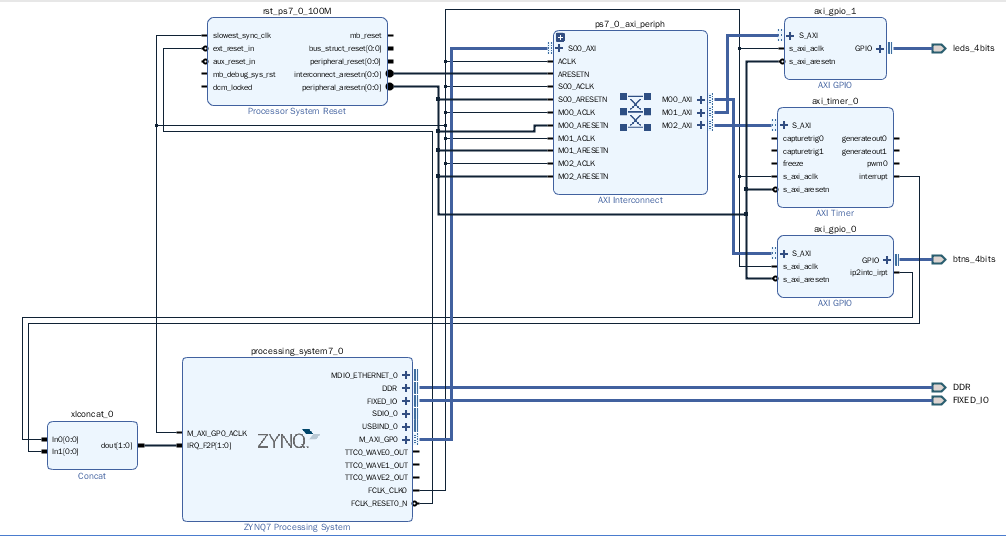 rst_ps7_0_100M
slowest_sync_clk
ext_reset_in
aux_reset_in
mb_debug_sys_rst
dcm_locked
mb_reset
bus_struct_reset[0:0]
peripheral_reset[0:0]
interconnect_aresetn[0:0]
peripheral_aresetn[0:0]
Processor System Reset
ps7_0_axi_periph
S00_AXI
ACLK
ARESETN
S00_ACLK
S00_ARESETN
M00_ACLK
M00_ARESETN
M01_ACLK
M01_ARESETN
M02_ACLK
M02_ARESETN
M00_AXI
M01_AXI
M02_AXI
AXI Interconnect
axi_gpio_1
S_AXI
s_axi_aclk
s_axi_aresetn
GPIO
AXI GPIO
leds_4bits
axi_timer_0
S_AXI
capturetrig0
capturetrig1
freeze
s_axi_aclk
s_axi_aresetn
generateout0
generateout1
pwm0
interrupt
AXI Timer
axi_gpio_0
S_AXI
s_axi_aclk
s_axi_aresetn
GPIO
ip2intc_irpt
AXI GPIO
btns_4bits
processing_system7_0
M_AXI_GP0_ACLK
IRQ_F2P[1:0]
ZYNQ
MDIO_ETHERNET_0
DDR
FIXED_IO
SDIO_0
USBIND_0
M_AXI_GP0
TTC0_WAVE0_OUT
TTC0_WAVE1_OUT
TTC0_WAVE2_OUT
FCLK_CLK0
FCLK_RESET0_N
ZYNQ7 Processing System
DDR
FIXED_IO
xlconcat_0
In0[0:0]
In1[0:0]
dout[1:0]
Concat